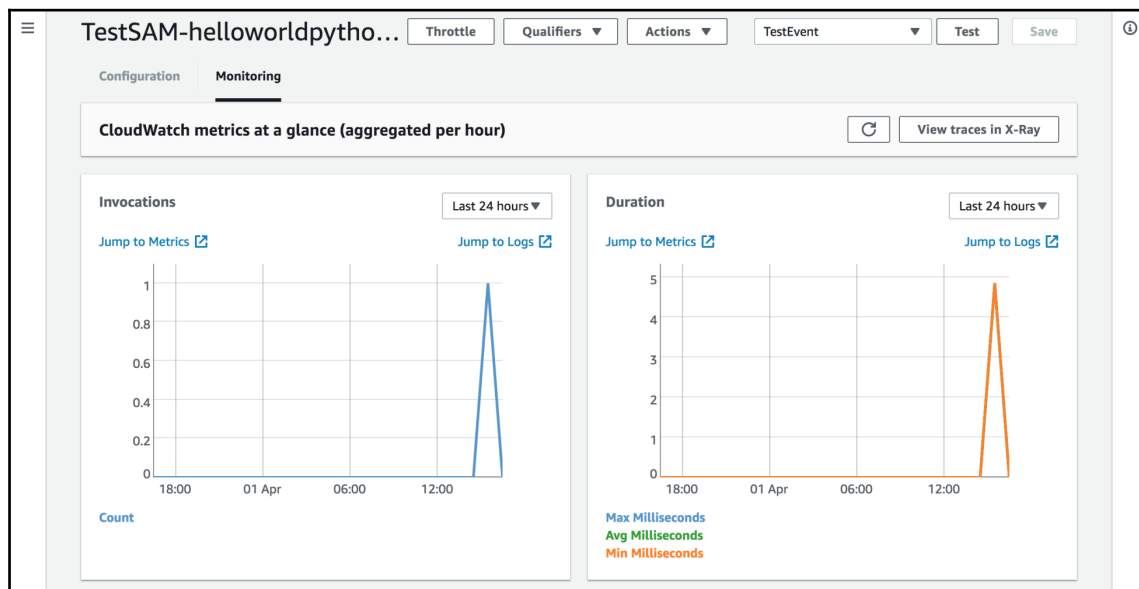 TestSAM-helloworldpytho... Throttle Qualifiers Actions TestEvent Test Save
Configuration Monitoring
CloudWatch metrics at a glance (aggregated per hour) View traces in X-Ray
Invocations Last 24 hours
Jump to Metrics Jump to Logs
1
0.8
0.6
0.4
0.2
0
18:00 01 Apr 06:00 12:00
Count
Duration Last 24 hours
Jump to Metrics Jump to Logs
5
4
3
2
1
0
18:00 01 Apr 06:00 12:00
Max Milliseconds
Avg Milliseconds
Min Milliseconds